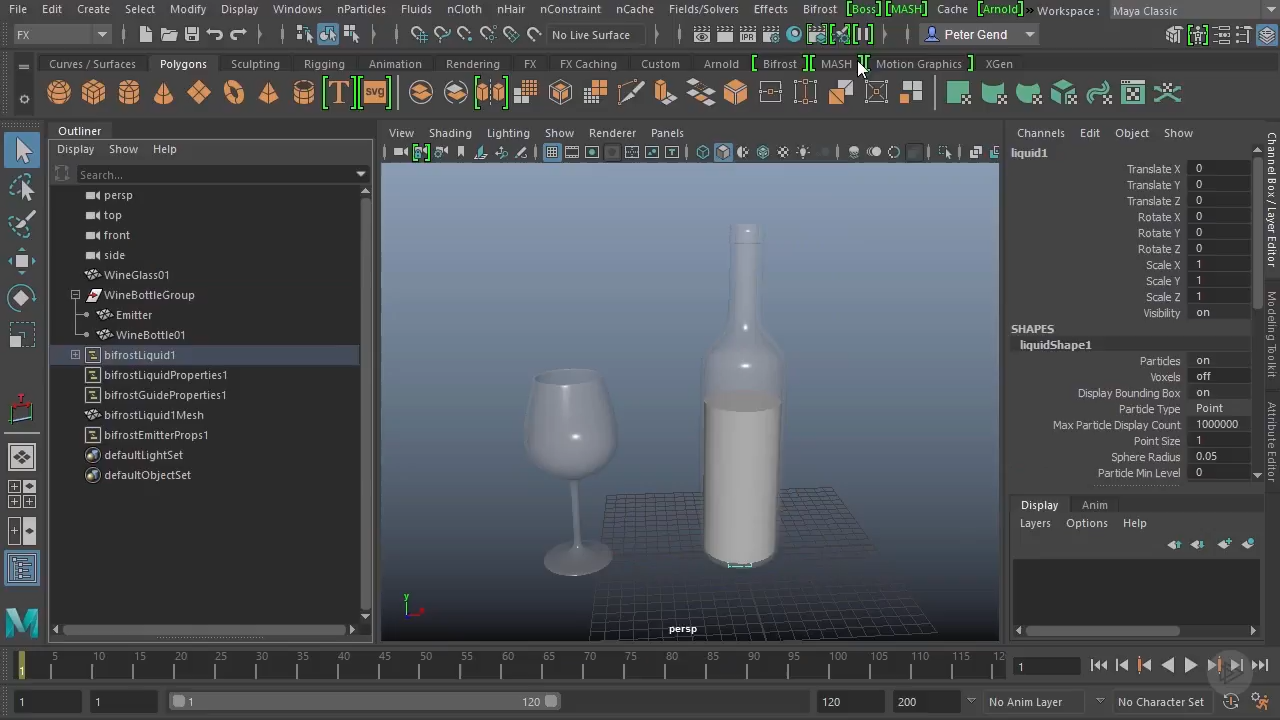 File Edit Create Select Modify Display Windows nParticles Fluids nCloth nHair nConstraint nCache Fields/Solvers Effects Bifrost [Boss] [MASH] Cache [Arnold] » Workspace : Maya Classic
FX No Live Surface IPR Peter Gend
Curves / Surfaces Polygons Sculpting Rigging Animation Rendering FX FX Caching Custom Arnold [ Bifrost ] [ MASH ] [ Motion Graphics ] XGen
T svg
Outliner
Display Show Help
Search...
persp
top
front
side
WineGlass01
WineBottleGroup
Emitter
WineBottle01
bifrostLiquid1
bifrostLiquidProperties1
bifrostGuideProperties1
bifrostLiquid1Mesh
bifrostEmitterProps1
defaultLightSet
defaultObjectSet
View Shading Lighting Show Renderer Panels
y
persp
Channels Edit Object Show
liquid1
Translate X 0
Translate Y 0
Translate Z 0
Rotate X 0
Rotate Y 0
Rotate Z 0
Scale X 1
Scale Y 1
Scale Z 1
Visibility on
SHAPES
liquidShape1
Particles on
Voxels off
Display Bounding Box on
Particle Type Point
Max Particle Display Count 1000000
Point Size 1
Sphere Radius 0.05
Particle Min Level 0
Display Anim
Layers Options Help
Channel Box / Layer Editor
Modeling Toolkit
Attribute Editor
1 5 10 15 20 25 30 35 40 45 50 55 60 65 70 75 80 85 90 95 100 105 110 115 12 1
1 1 1 120 120 200 No Anim Layer No Character Set